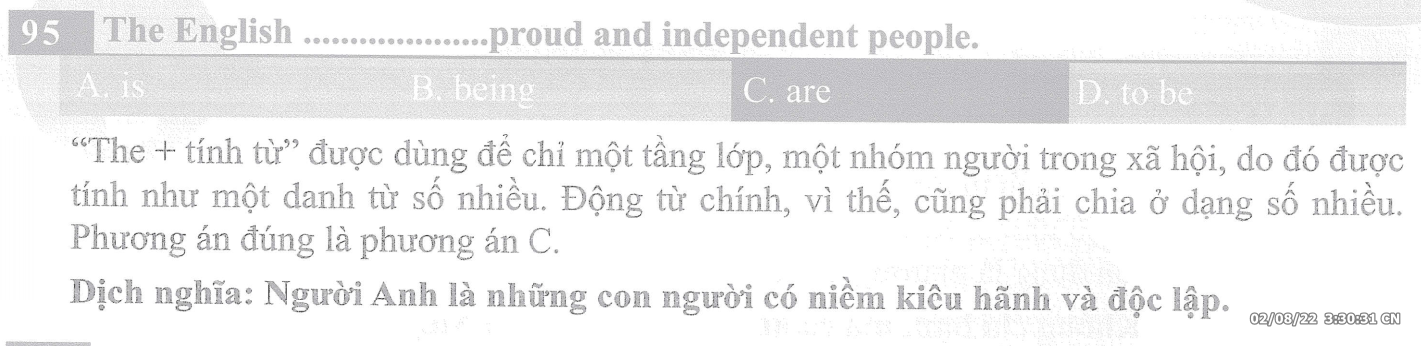 95 The English ....................proud and independent people.
A. is B. being C. are D. to be
“The + tính từ” được dùng để chỉ một tầng lớp, một nhóm người trong xã hội, do đó được
tính như một danh từ số nhiều. Động từ chính, vì thế, cũng phải chia ở dạng số nhiều.
Phương án đúng là phương án C.
Dịch nghĩa: Người Anh là những con người có niềm kiêu hãnh và độc lập.
02/08/22 3:30:31 CN